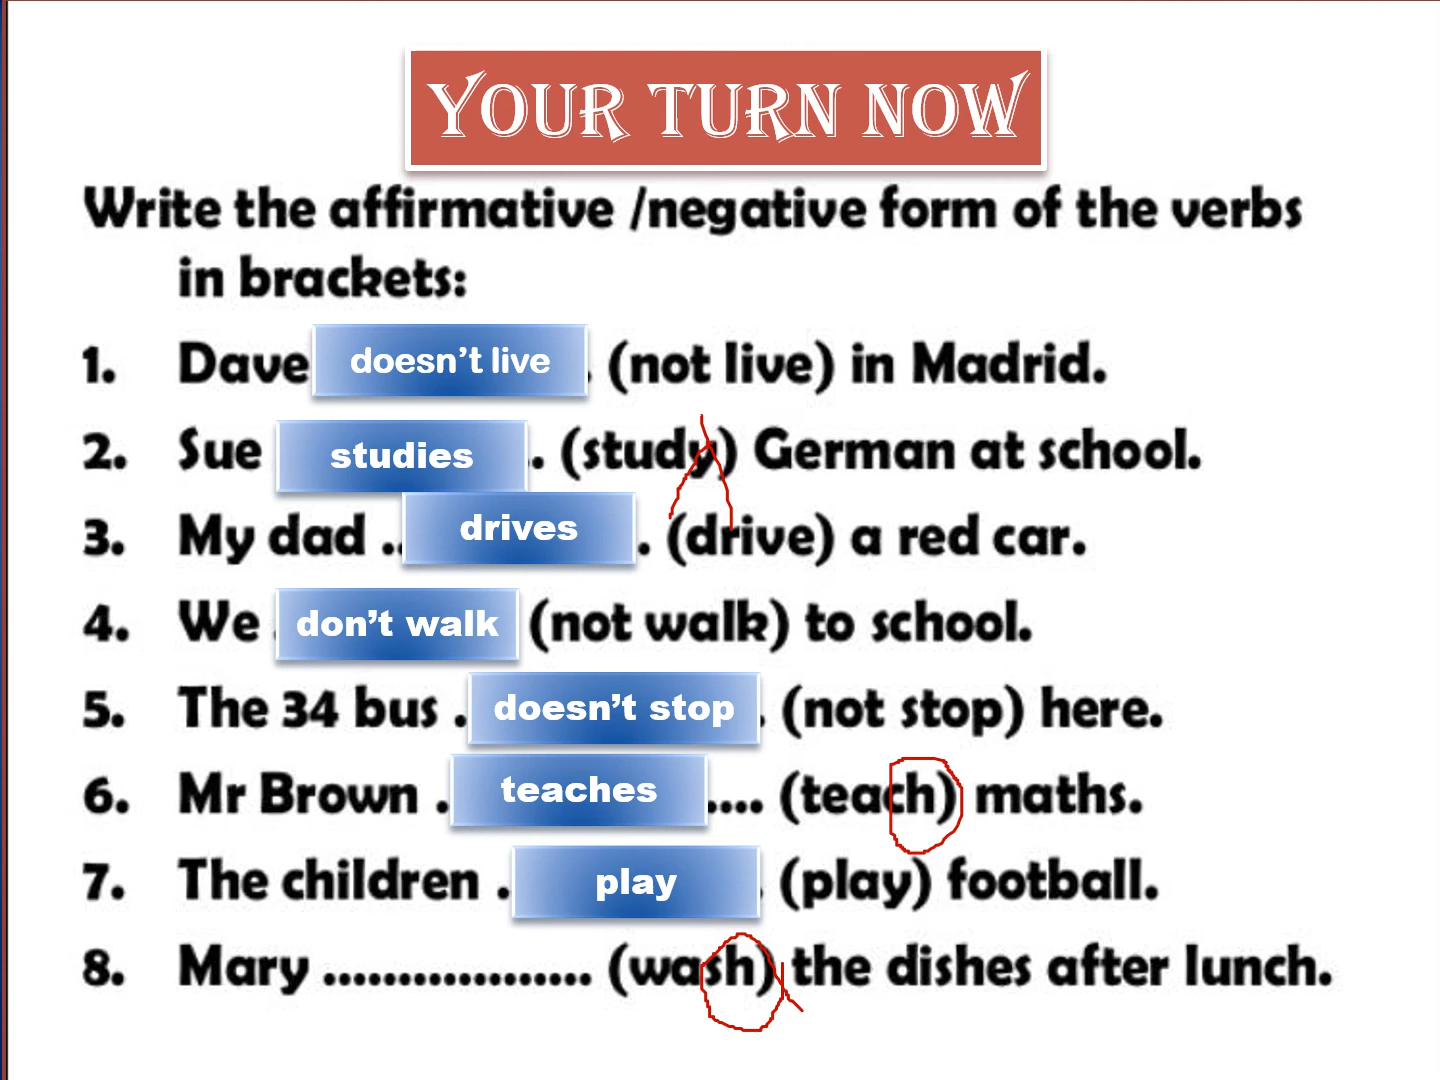 YOUR TURN NOW
Write the affirmative /negative form of the verbs
in brackets:
1. Dave doesn't live . (not live) in Madrid.
2. Sue studies .. (study) German at school.
3. My dad .. drives . (drive) a red car.
4. We . don't walk (not walk) to school.
5. The 34 bus . doesn't stop . (not stop) here.
6. Mr Brown . teaches .... (teach) maths.
7. The children . play . (play) football.
8. Mary .................. (wash) the dishes after lunch.